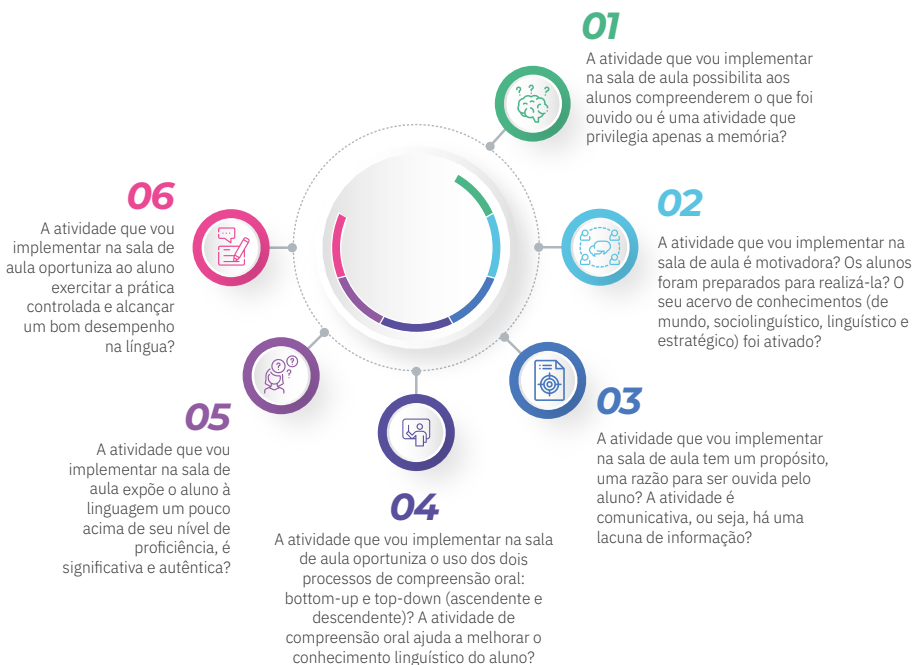 01
A atividade que vou implementar
na sala de aula possibilita aos
alunos compreenderem o que foi
ouvido ou é uma atividade que
privilegia apenas a memória?
02
A atividade que vou implementar na
sala de aula é motivadora? Os alunos
foram preparados para realizá-la? O
seu acervo de conhecimentos (de
mundo, sociolinguístico, linguístico e
estratégico) foi ativado?
03
A atividade que vou implementar
na sala de aula tem um propósito,
uma razão para ser ouvida pelo
aluno? A atividade é
comunicativa, ou seja, há uma
lacuna de informação?
04
A atividade que vou implementar na sala
de aula oportuniza o uso dos dois
processos de compreensão oral:
bottom-up e top-down (ascendente e
descendente)? A atividade de
compreensão oral ajuda a melhorar o
conhecimento linguístico do aluno?
05
A atividade que vou
implementar na sala de
aula expõe o aluno à
linguagem um pouco
acima de seu nível de
proficiência, é
significativa e autêntica?
06
A atividade que vou
implementar na sala de
aula oportuniza ao aluno
exercitar a prática
controlada e alcançar
um bom desempenho
na língua?